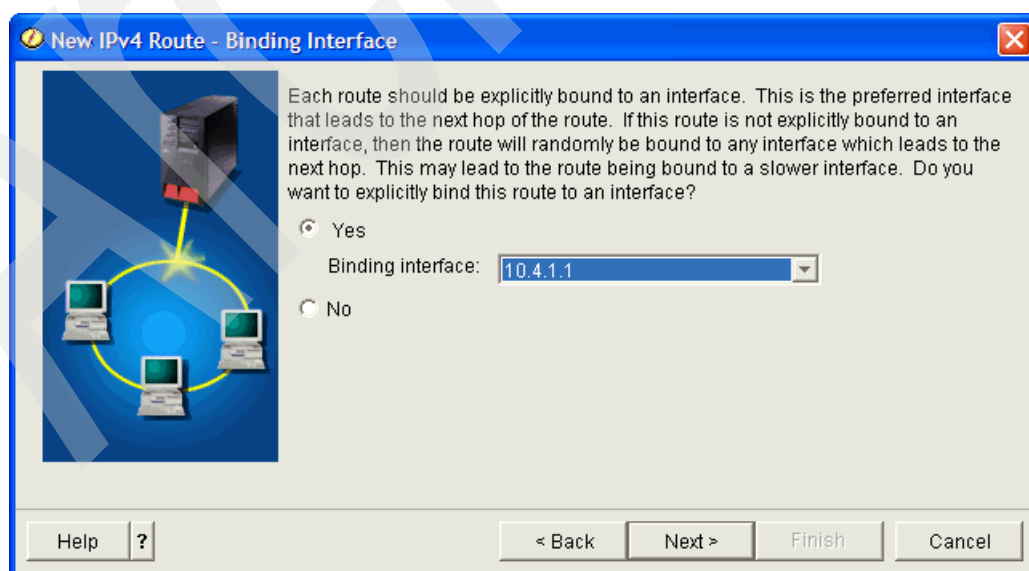 New IPv4 Route - Binding Interface
Each route should be explicitly bound to an interface. This is the preferred interface
that leads to the next hop of the route. If this route is not explicitly bound to an
interface, then the route will randomly be bound to any interface which leads to the
next hop. This may lead to the route being bound to a slower interface. Do you
want to explicitly bind this route to an interface?
Yes
Binding interface: 10.4.1.1
No
Help ? < Back Next > Finish Cancel